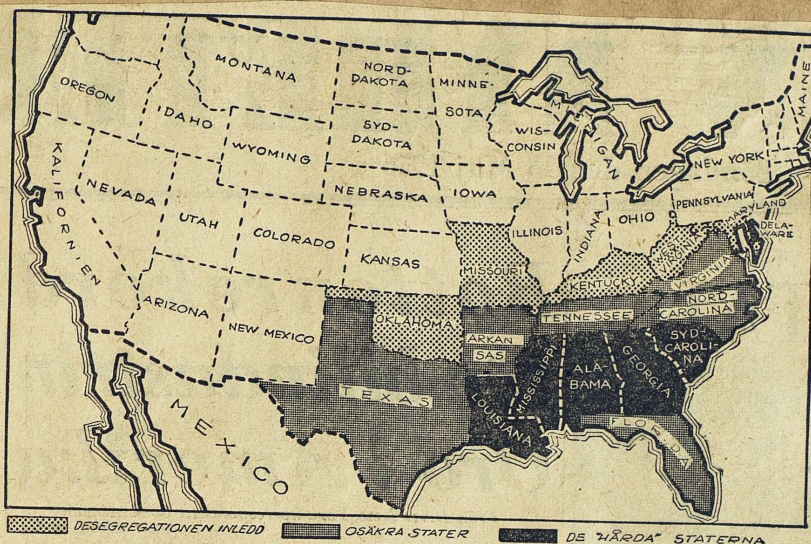 MONTANA
NORD-
DAKOTA
MINNE-
SOTA
OREGON
IDAHO
SYD-
DAKOTA
WIS-
CONSIN
MICHIGAN
MAINE
WYOMING
NEW YORK
KALIFORNIEN
NEVADA
NEBRASKA
IOWA
PENNSYLVANIA
UTAH
COLORADO
ILLINOIS
INDIANA
OHIO
MARYLAND
DELA-
WARE
KANSAS
MISSOURI
VIRGINIA
KENTUCKY
ARIZONA
NEW MEXICO
OKLAHOMA
ARKAN
SAS
TENNESSEE
NORD-
CAROLINA
SYD-
CAROLI-
NA
TEXAS
LOUISIANA
MISSISSIPPI
ALA-
BAMA
GEORGIA
FLORIDA
MEXICO
DESEGREGATIONEN INLEDD
OSÄKRA STATER
DE "HÅRDA" STATERNA